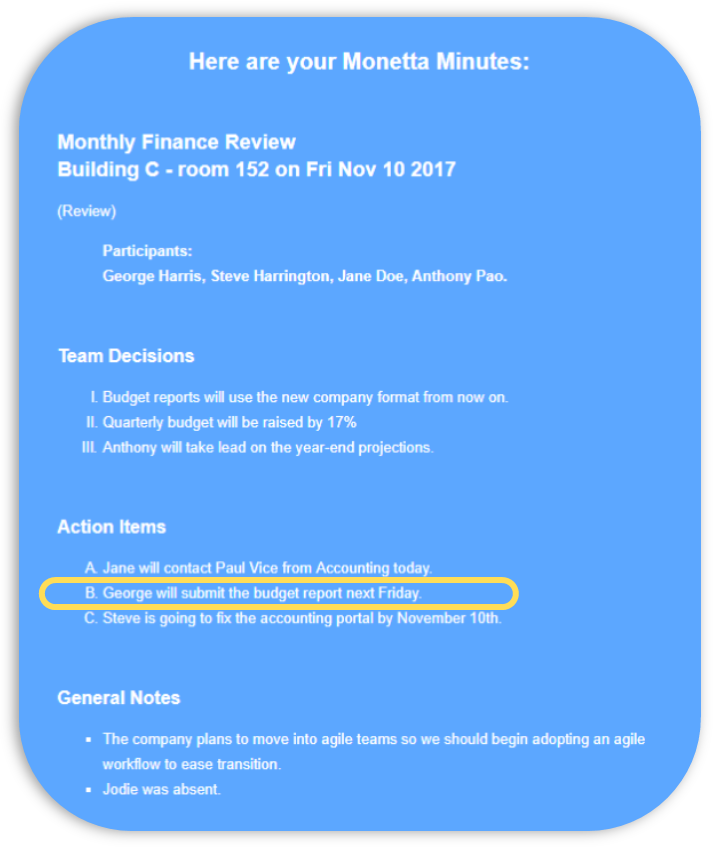 Here are your Monetta Minutes:
Monthly Finance Review
Building C - room 152 on Fri Nov 10 2017
(Review)
Participants:
George Harris, Steve Harrington, Jane Doe, Anthony Pao.
Team Decisions
I. Budget reports will use the new company format from now on.
II. Quarterly budget will be raised by 17%
III. Anthony will take lead on the year-end projections.
Action Items
A. Jane will contact Paul Vice from Accounting today.
B. George will submit the budget report next Friday.
C. Steve is going to fix the accounting portal by November 10th.
General Notes
▪ The company plans to move into agile teams so we should begin adopting an agile
workflow to ease transition.
▪ Jodie was absent.